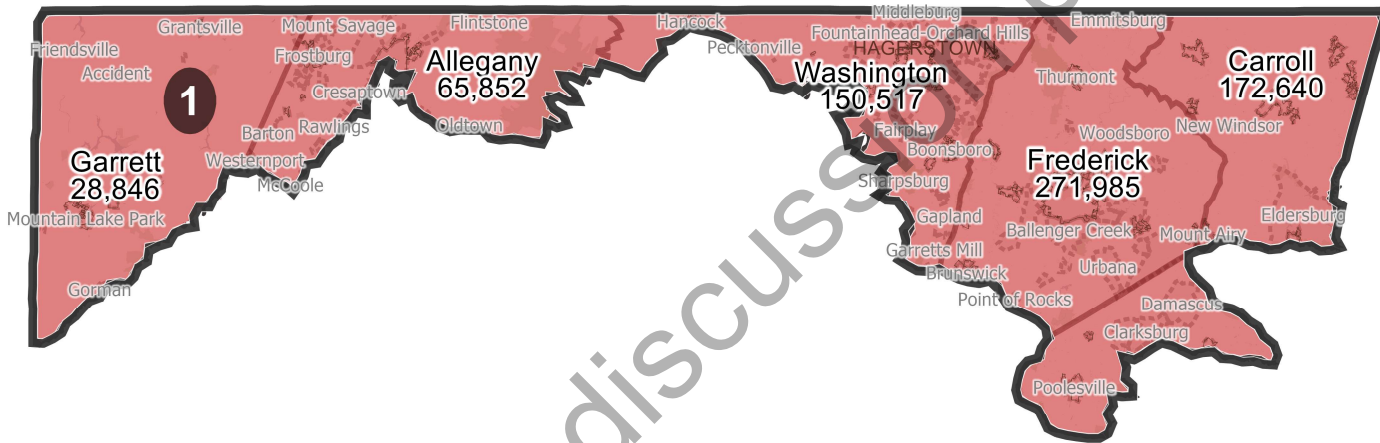 Grantsville
Mount Savage
Flintstone
Hancock
Middleburg
Emmitsburg
Friendsville
Accident
Frostburg
Allegany
65,852
Pecktonville
Fountainhead-Orchard Hills
HAGERSTOWN
Washington
150,517
Thurmont
Carroll
172,640
1
Cresaptown
Barton
Rawlings
Oldtown
Fairplay
Boonsboro
Woodsboro
New Windsor
Garrett
28,846
Westernport
McCoole
Frederick
271,985
Sharpsburg
Mountain Lake Park
Gapland
Ballenger Creek
Mount Airy
Eldersburg
Garretts Mill
Brunswick
Urbana
Gorman
Point of Rocks
Damascus
Clarksburg
Poolesville
discussion p